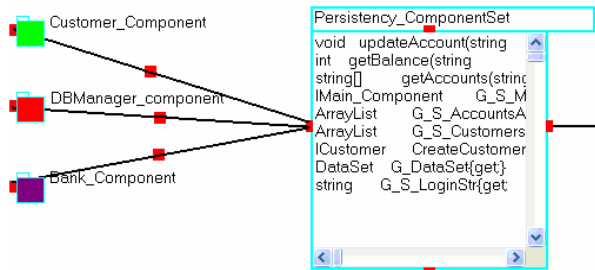 Customer_Component
DBManager_component
Bank_Component
Persistency_ComponentSet
void updateAccount(string
int getBalance(string
string[] getAccounts(string
IMain_Component G_S_M
ArrayList G_S_AccountsA
ArrayList G_S_Customers
ICustomer CreateCustomer
DataSet G_DataSet{get;}
string G_S_LoginStr{get;